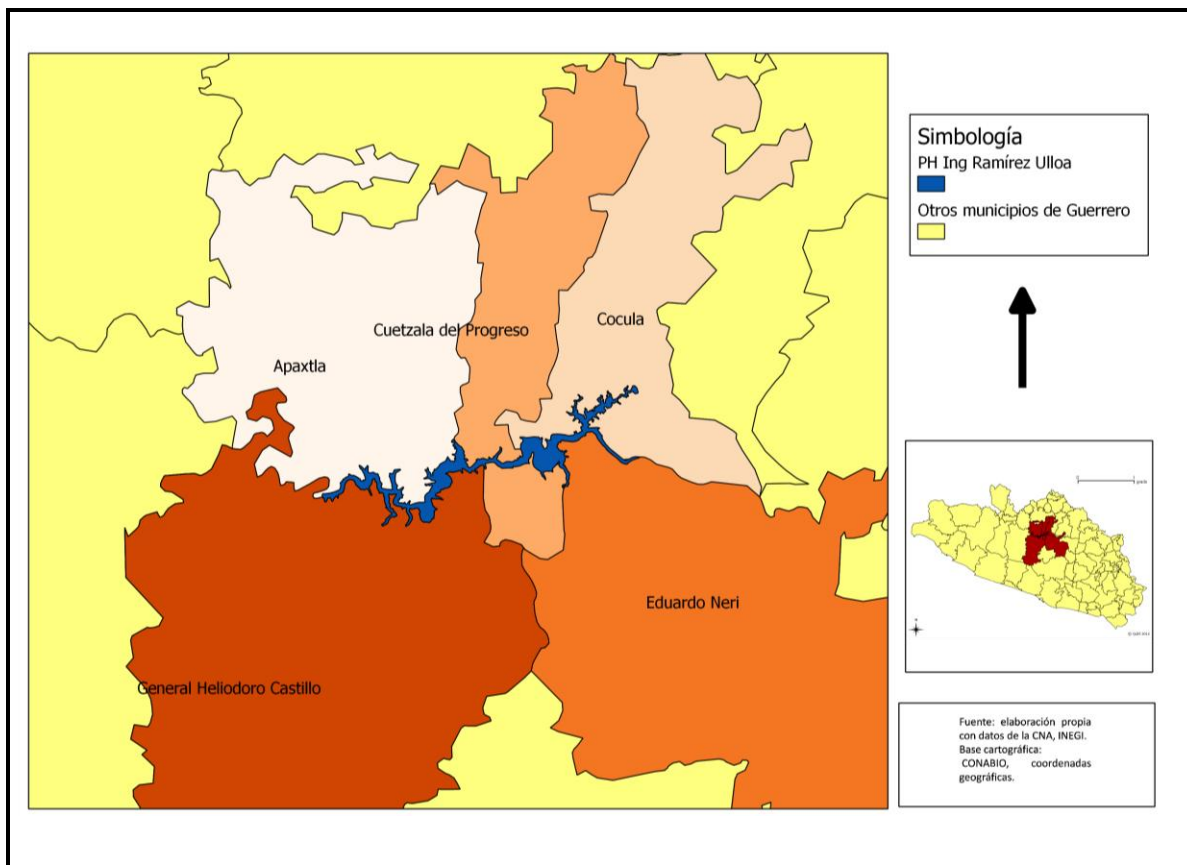 Simbología
PH Ing Ramírez Ulloa
Otros municipios de Guerrero
Cuetzala del Progreso
Cocula
Apaxtla
Eduardo Neri
General Heliodoro Castillo
Fuente: elaboración propia
con datos de la CNA, INEGI.
Base cartográfica:
CONABIO, coordenadas
geográficas.